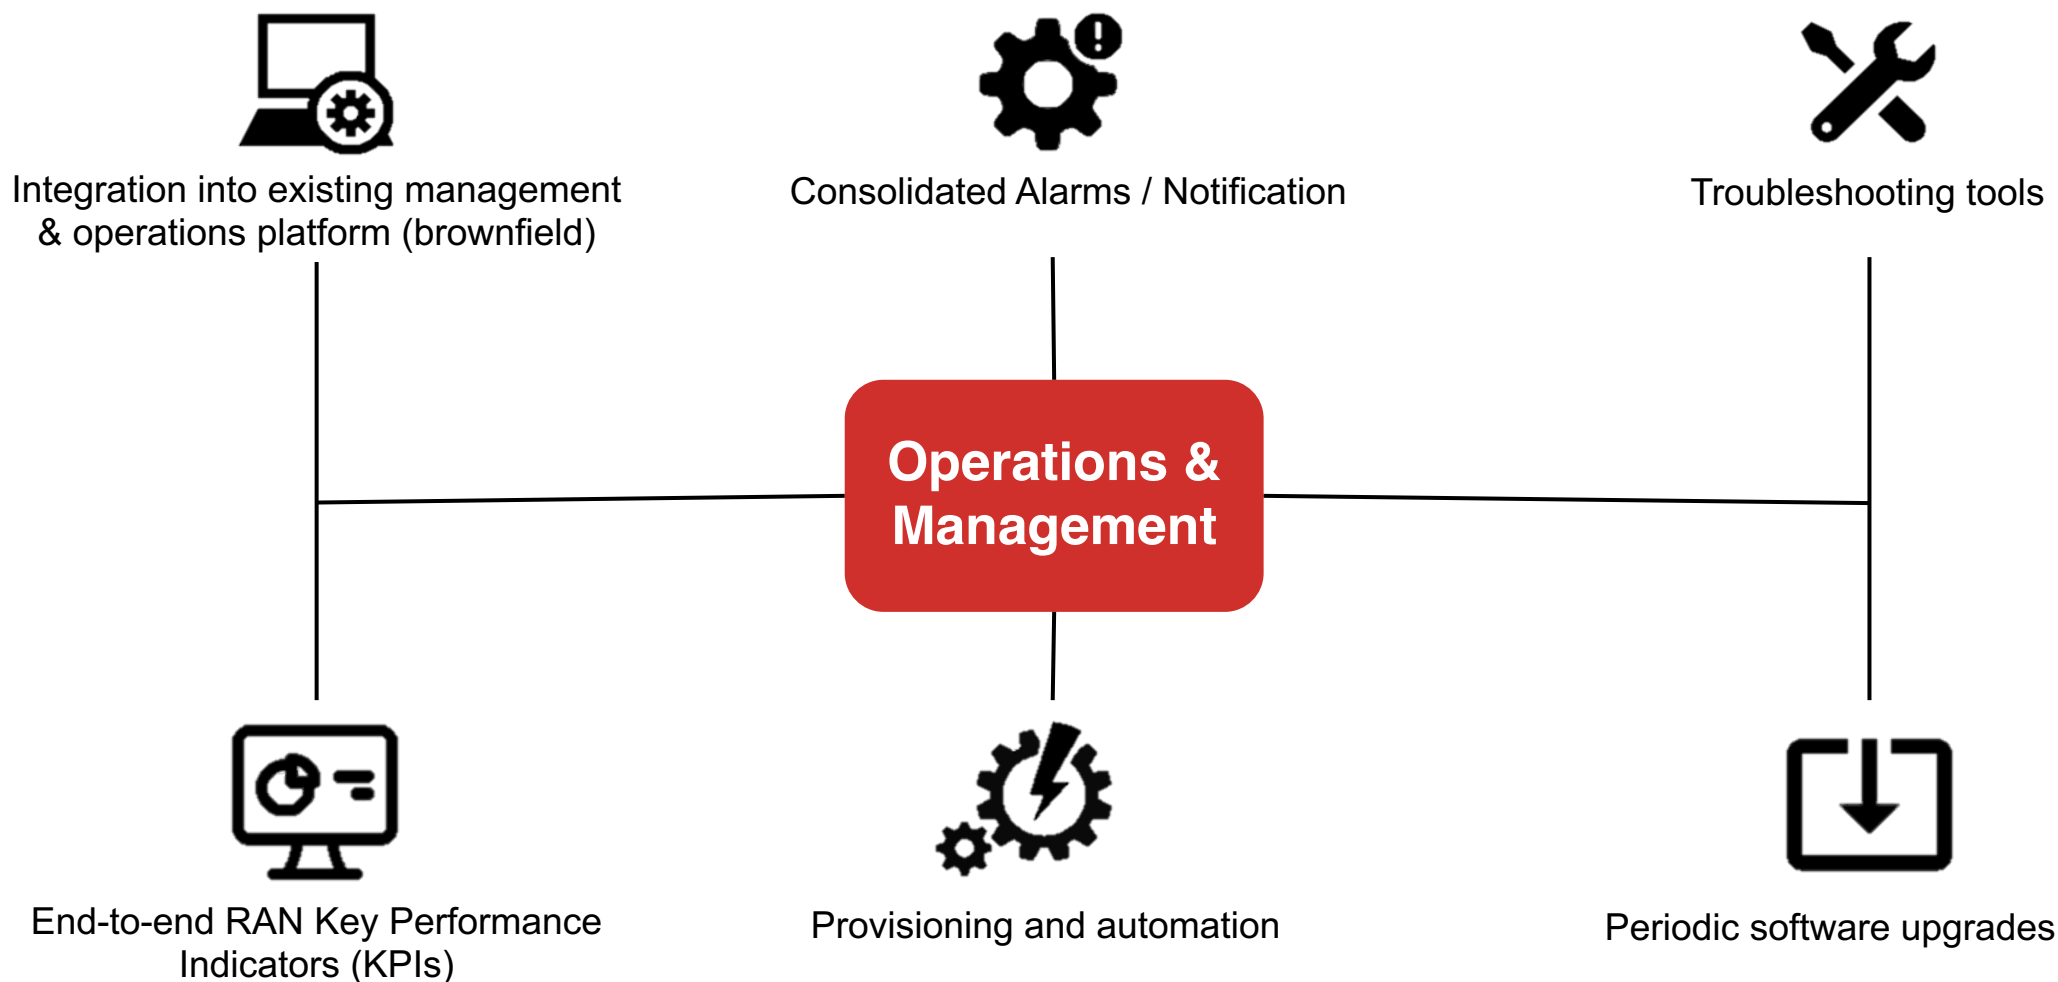 Integration into existing management
& operations platform (brownfield)
Consolidated Alarms / Notification
Troubleshooting tools
Operations &
Management
End-to-end RAN Key Performance
Indicators (KPIs)
Provisioning and automation
Periodic software upgrades